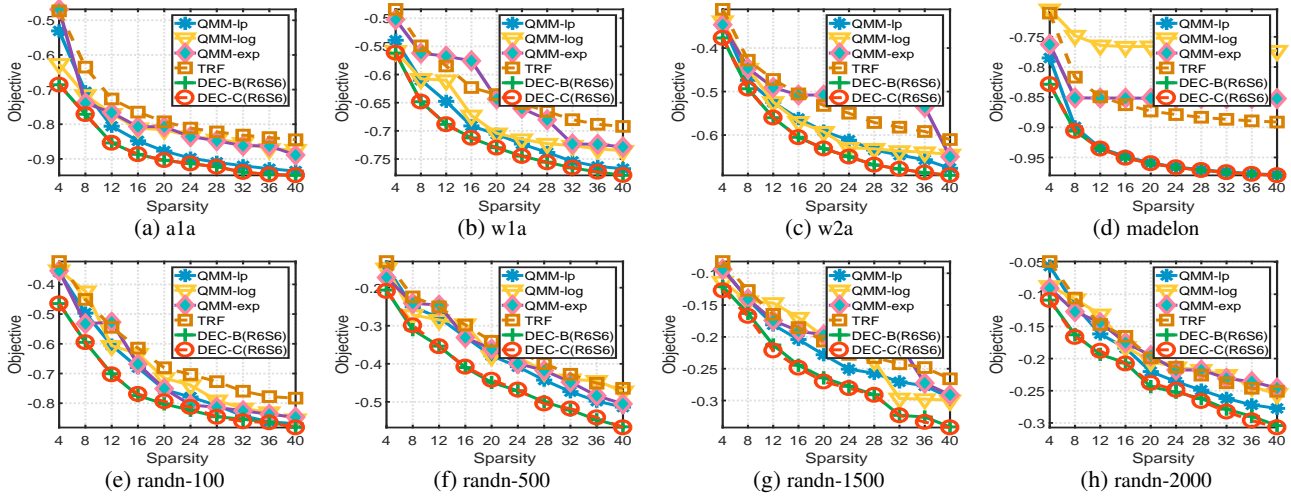 Objective
-0.5
-0.6
-0.7
-0.8
-0.9
QMM-lp
QMM-log
QMM-exp
TRF
DEC-B(R6S6)
DEC-C(R6S6)
4 8 12 16 20 24 28 32 36 40
Sparsity
(a) a1a
Objective
-0.5
-0.55
-0.6
-0.65
-0.7
-0.75
QMM-lp
QMM-log
QMM-exp
TRF
DEC-B(R6S6)
DEC-C(R6S6)
4 8 12 16 20 24 28 32 36 40
Sparsity
(b) w1a
Objective
-0.4
-0.5
-0.6
QMM-lp
QMM-log
QMM-exp
TRF
DEC-B(R6S6)
DEC-C(R6S6)
4 8 12 16 20 24 28 32 36 40
Sparsity
(c) w2a
Objective
-0.75
-0.8
-0.85
-0.9
-0.95
QMM-lp
QMM-log
QMM-exp
TRF
DEC-B(R6S6)
DEC-C(R6S6)
4 8 12 16 20 24 28 32 36 40
Sparsity
(d) madelon
Objective
-0.4
-0.5
-0.6
-0.7
-0.8
QMM-lp
QMM-log
QMM-exp
TRF
DEC-B(R6S6)
DEC-C(R6S6)
4 8 12 16 20 24 28 32 36 40
Sparsity
(e) randn-100
Objective
-0.2
-0.3
-0.4
-0.5
QMM-lp
QMM-log
QMM-exp
TRF
DEC-B(R6S6)
DEC-C(R6S6)
4 8 12 16 20 24 28 32 36 40
Sparsity
(f) randn-500
Objective
-0.1
-0.15
-0.2
-0.25
-0.3
QMM-lp
QMM-log
QMM-exp
TRF
DEC-B(R6S6)
DEC-C(R6S6)
4 8 12 16 20 24 28 32 36 40
Sparsity
(g) randn-1500
Objective
-0.05
-0.1
-0.15
-0.2
-0.25
-0.3
QMM-lp
QMM-log
QMM-exp
TRF
DEC-B(R6S6)
DEC-C(R6S6)
4 8 12 16 20 24 28 32 36 40
Sparsity
(h) randn-2000